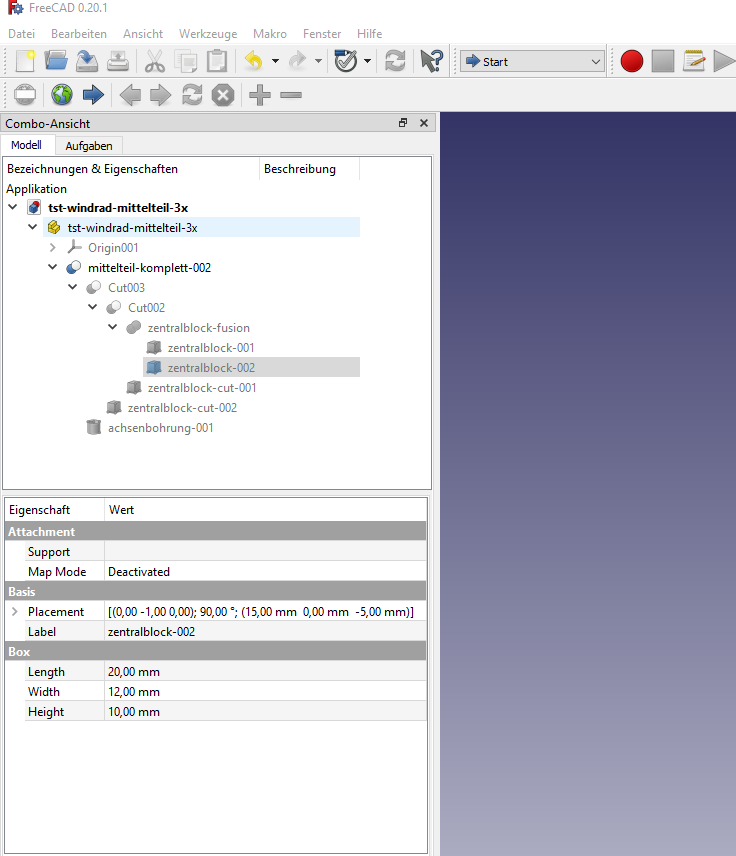 FreeCAD 0.20.1
Datei Bearbeiten Ansicht Werkzeuge Makro Fenster Hilfe
Start
Combo-Ansicht
Modell Aufgaben
Bezeichnungen & Eigenschaften Beschreibung
Applikation
tst-windrad-mittelteil-3x
tst-windrad-mittelteil-3x
Origin001
mittelteil-komplett-002
Cut003
Cut002
zentralblock-fusion
zentralblock-001
zentralblock-002
zentralblock-cut-001
zentralblock-cut-002
achsenbohrung-001
Eigenschaft Wert
Attachment
Support
Map Mode Deactivated
Basis
Placement [(0,00 -1,00 0,00); 90,00 °; (15,00 mm 0,00 mm -5,00 mm)]
Label zentralblock-002
Box
Length 20,00 mm
Width 12,00 mm
Height 10,00 mm